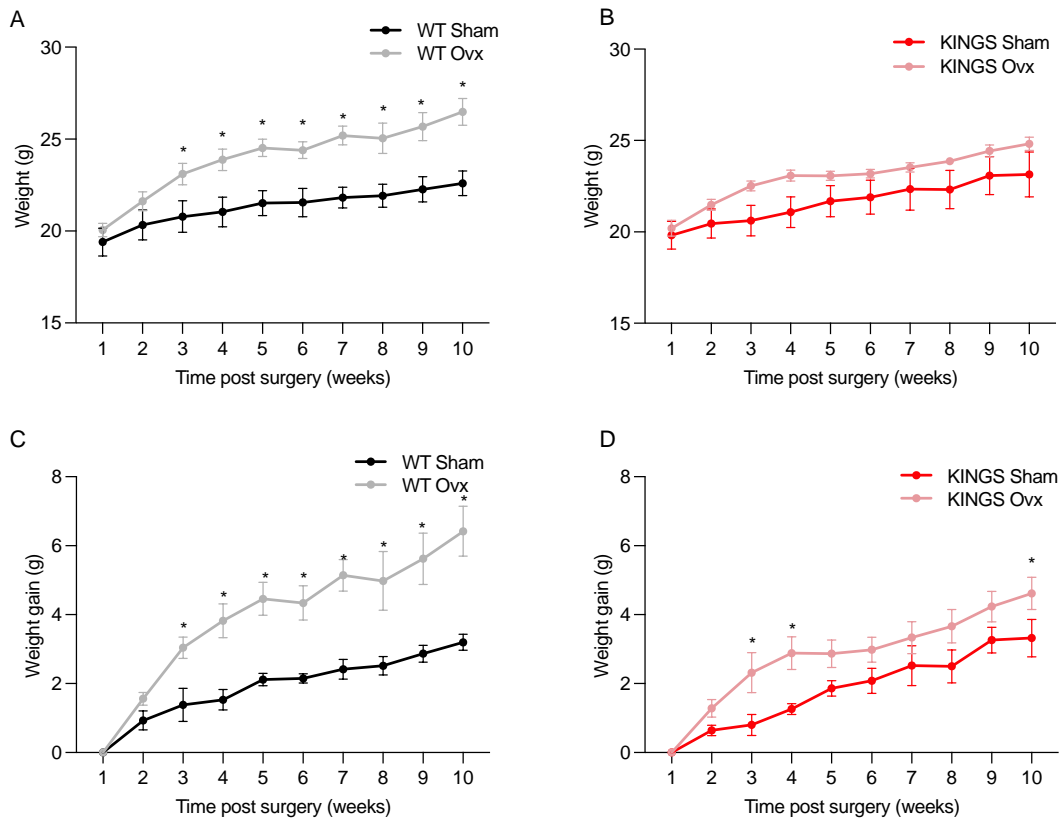 A
WT Sham
WT Ovx
30
25
20
15
Weight (g)
* * * * * * * *
1 2 3 4 5 6 7 8 9 10
Time post surgery (weeks)
B
KINGS Sham
KINGS Ovx
30
25
20
15
Weight (g)
1 2 3 4 5 6 7 8 9 10
Time post surgery (weeks)
C
WT Sham
WT Ovx
8
6
4
2
0
Weight gain (g)
* * * * * * * *
1 2 3 4 5 6 7 8 9 10
Time post surgery (weeks)
D
KINGS Sham
KINGS Ovx
8
6
4
2
0
Weight gain (g)
* * *
1 2 3 4 5 6 7 8 9 10
Time post surgery (weeks)